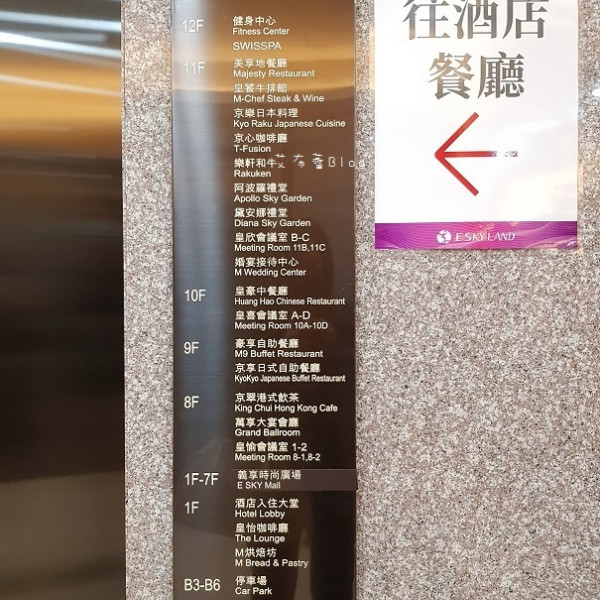 12F
健身中心
Fitness Center
SWISSPA
11F
美享地餐廳
Majesty Restaurant
皇饕牛排館
M-Chef Steak & Wine
京樂日本料理
Kyo Raku Japanese Cuisine
京心咖啡廳
T-Fusion
樂軒和牛
Rakuken
阿波羅禮堂
Apollo Sky Garden
黛安娜禮堂
Diana Sky Garden
皇欣會議室 B-C
Meeting Room 11B,11C
婚宴接待中心
M Wedding Center
10F
皇豪中餐廳
Huang Hao Chinese Restaurant
皇喜會議室 A-D
Meeting Room 10A-10D
9F
豪享自助餐廳
M9 Buffet Restaurant
京享日式自助餐廳
KyoKyo Japanese Buffet Restaurant
8F
京翠港式飲茶
King Chui Hong Kong Cafe
萬享大宴會廳
Grand Ballroom
皇愉會議室 1-2
Meeting Room 8-1,8-2
1F-7F
義享時尚廣場
E SKY Mall
1F
酒店入住大堂
Hotel Lobby
皇怡咖啡廳
The Lounge
M烘焙坊
M Bread & Pastry
B3-B6
停車場
Car Park
往酒店
餐廳
E SKY LAND
艾布蕾Blog